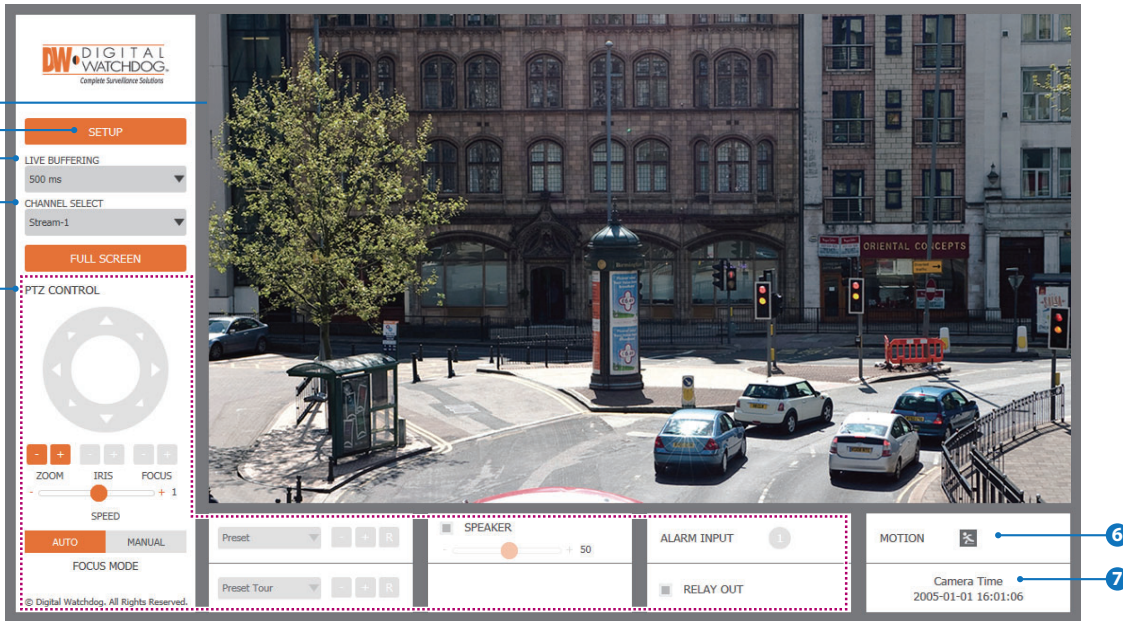 DW DIGITAL
WATCHDOG
Complete Surveillance Solutions
SETUP
LIVE BUFFERING
500 ms
CHANNEL SELECT
Stream-1
FULL SCREEN
PTZ CONTROL
- + - + - +
ZOOM IRIS FOCUS
- + 1
SPEED
AUTO MANUAL
FOCUS MODE
© Digital Watchdog. All Rights Reserved.
ORIENTAL CONCEPTS
Preset - + R
Preset Tour - + R
SPEAKER
- + 50
ALARM INPUT 1
RELAY OUT
MOTION
6
Camera Time
2005-01-01 16:01:06
7